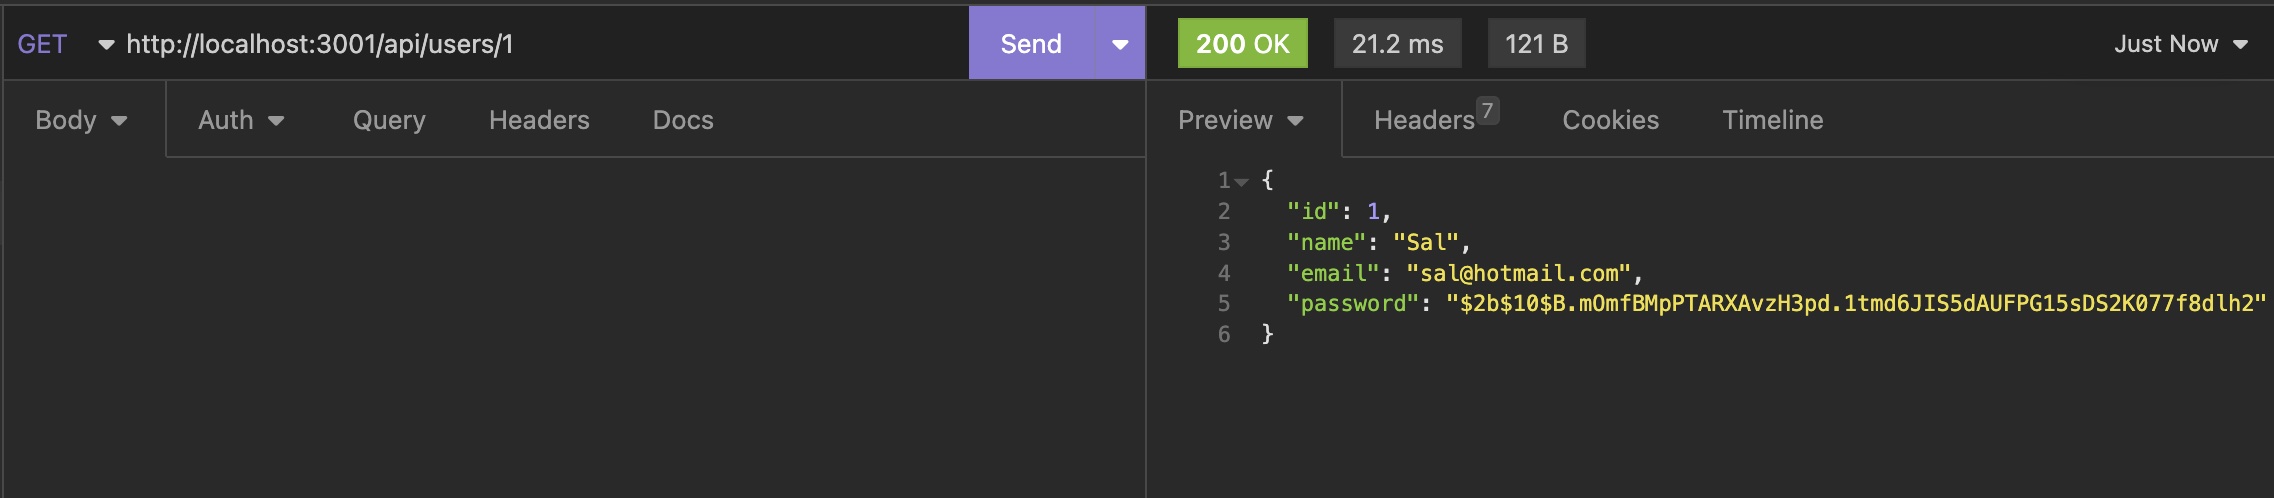 GET http://localhost:3001/api/users/1 Send 200 OK 21.2 ms 121 B Just Now
Body Auth Query Headers Docs Preview Headers 7 Cookies Timeline
1 {
2 "id": 1,
3 "name": "Sal",
4 "email": "sal@hotmail.com",
5 "password": "$2b$10$B.mOmfBMpPTARXAvzH3pd.1tmd6JIS5dAUFPG15sDS2K077f8dlh2"
6 }